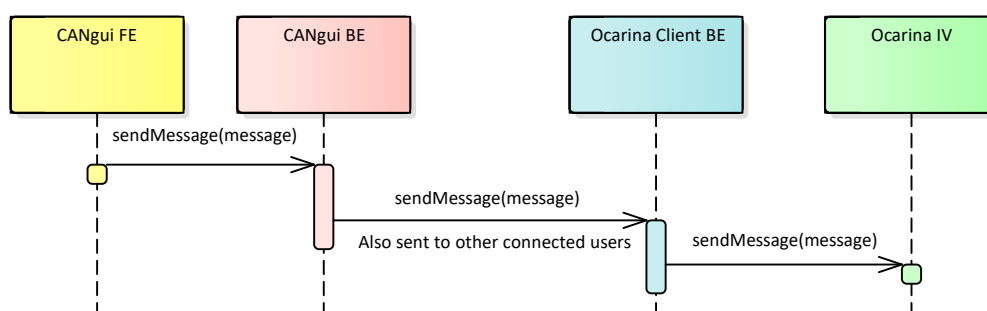 CANgui FE
CANgui BE
Ocarina Client BE
Ocarina IV
sendMessage(message)
sendMessage(message)
Also sent to other connected users
sendMessage(message)